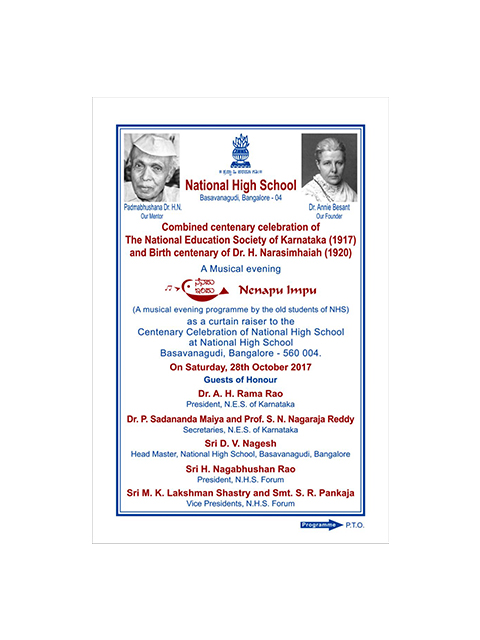 National High School
Basavanagudi, Bangalore - 04
Padmabhushana Dr. H.N.
Our Mentor
Dr. Annie Besant
Our Founder
Combined centenary celebration of
The National Education Society of Karnataka (1917)
and Birth centenary of Dr. H. Narasimhaiah (1920)
A Musical evening
ನೆನಪು
ಇಂಪು
Nenapu Impu
(A musical evening programme by the old students of NHS)
as a curtain raiser to the
Centenary Celebration of National High School
at National High School
Basavanagudi, Bangalore - 560 004.
On Saturday, 28th October 2017
Guests of Honour
Dr. A. H. Rama Rao
President, N.E.S. of Karnataka
Dr. P. Sadananda Maiya and Prof. S. N. Nagaraja Reddy
Secretaries, N.E.S. of Karnataka
Sri D. V. Nagesh
Head Master, National High School, Basavanagudi, Bangalore
Sri H. Nagabhushan Rao
President, N.H.S. Forum
Sri M. K. Lakshman Shastry and Smt. S. R. Pankaja
Vice Presidents, N.H.S. Forum
Programme P.T.O.